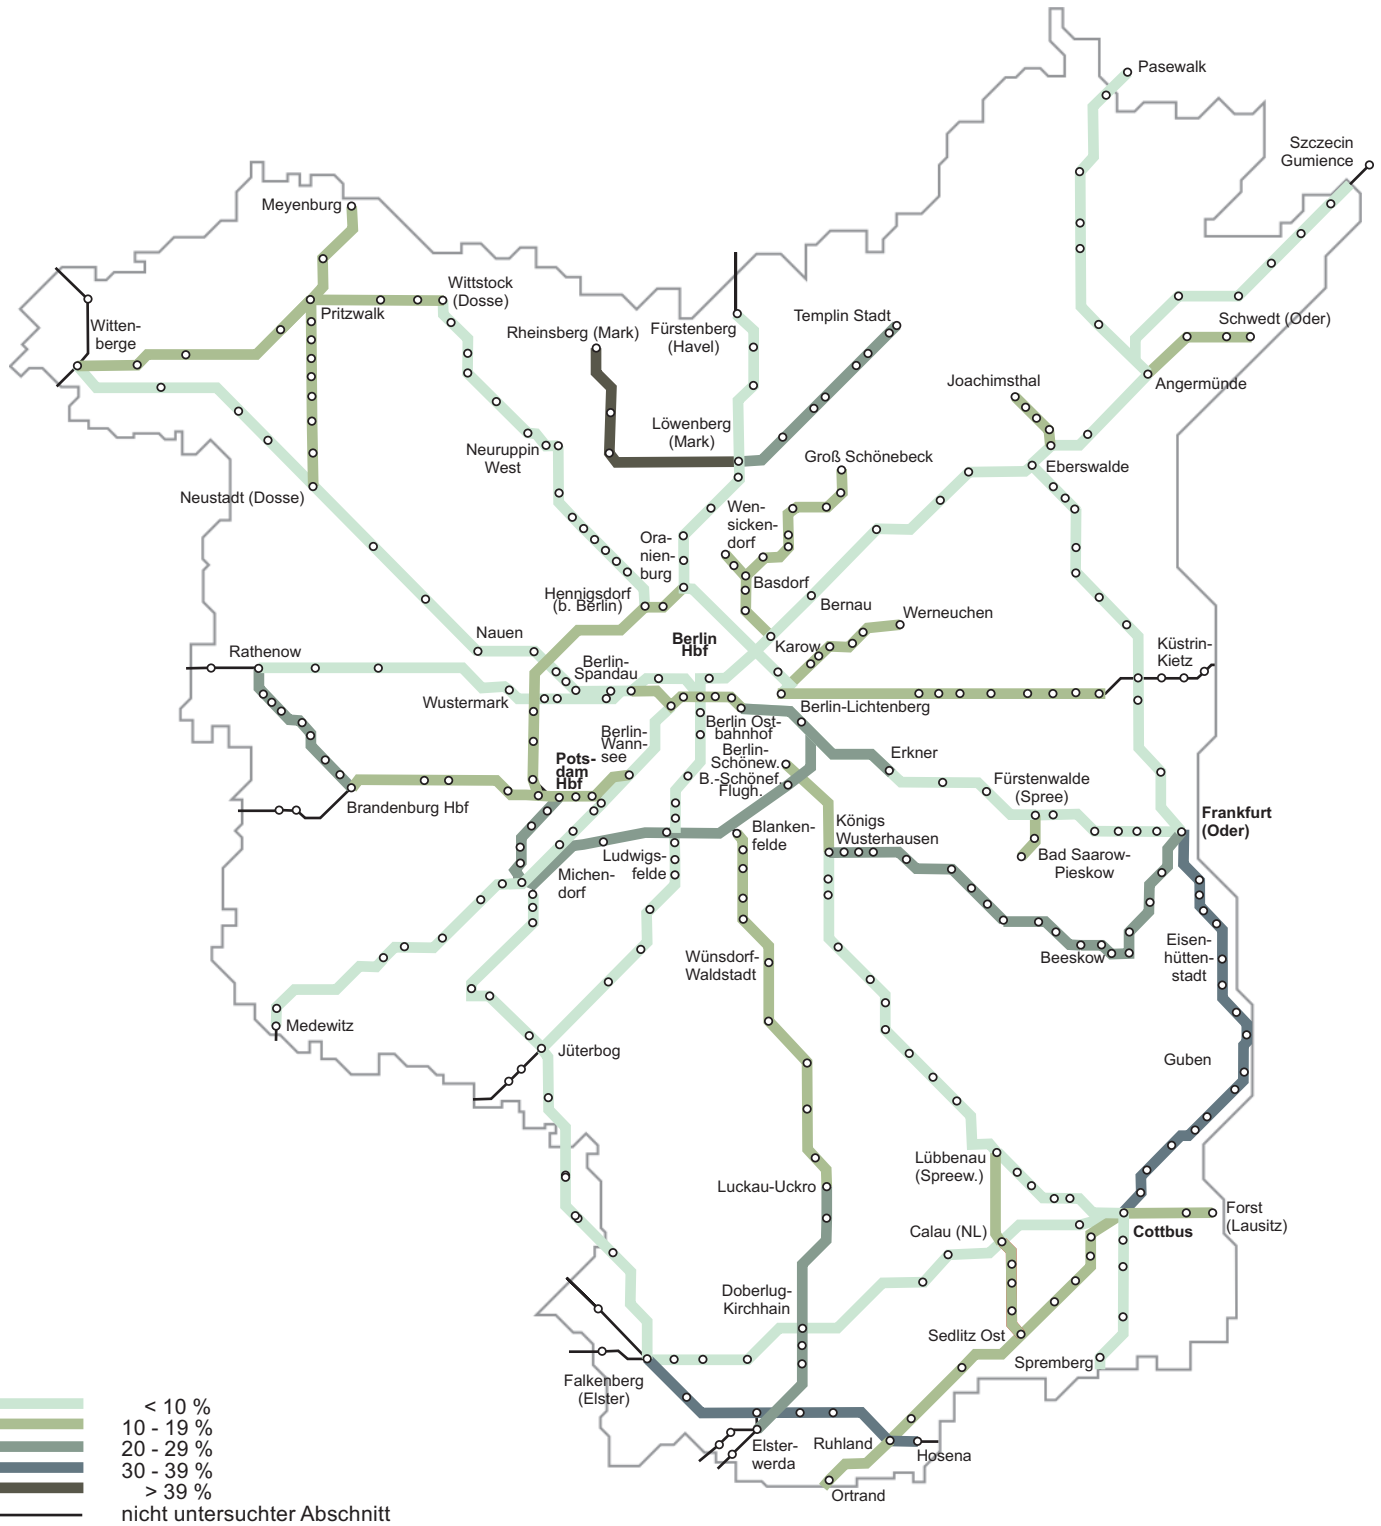 Pasewalk
Szczecin
Gumience
Meyenburg
Wittstock
(Dosse)
Pritzwalk
Witten-
berge
Rheinsberg (Mark)
Fürstenberg
(Havel)
Templin Stadt
Schwedt (Oder)
Joachimsthal
Angermünde
Löwenberg
(Mark)
Neuruppin
West
Groß Schönebeck
Eberswalde
Neustadt (Dosse)
Wen-
sicken-
dorf
Ora-
nien-
burg
Basdorf
Hennigsdorf
(b. Berlin)
Bernau
Werneuchen
Nauen
Berlin
Hbf
Karow
Küstrin-
Kietz
Rathenow
Berlin-
Spandau
Wustermark
Berlin-Lichtenberg
Berlin Ost-
bahnhof
Berlin-
Wann-
see
Berlin-
Schönew.
B.-Schönef.
Flugh.
Erkner
Pots-
dam
Hbf
Fürstenwalde
(Spree)
Brandenburg Hbf
Frankfurt
(Oder)
Blanken-
felde
Königs
Wusterhausen
Ludwigs-
felde
Bad Saarow-
Pieskow
Michen-
dorf
Eisen-
hütten-
stadt
Wünsdorf-
Waldstadt
Beeskow
Medewitz
Jüterbog
Guben
Lübbenau
(Spreew.)
Luckau-Uckro
Forst
(Lausitz)
Calau (NL)
Cottbus
Doberlug-
Kirchhain
Sedlitz Ost
Spremberg
Falkenberg
(Elster)
Elster-
werda
Ruhland
Hosena
Ortrand
< 10 %
10 - 19 %
20 - 29 %
30 - 39 %
> 39 %
nicht untersuchter Abschnitt